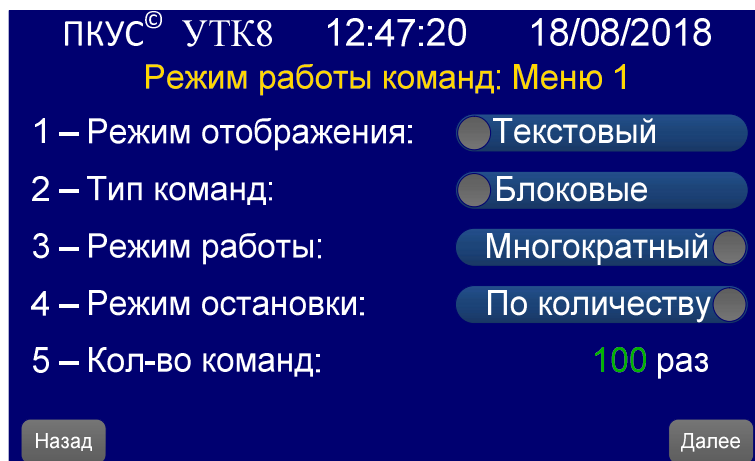 ПКУС© УТК8 12:47:20 18/08/2018
Режим работы команд: Меню 1
1 – Режим отображения: Текстовый
2 – Тип команд: Блоковые
3 – Режим работы: Многократный
4 – Режим остановки: По количеству
5 – Кол-во команд: 100 раз
Назад Далее